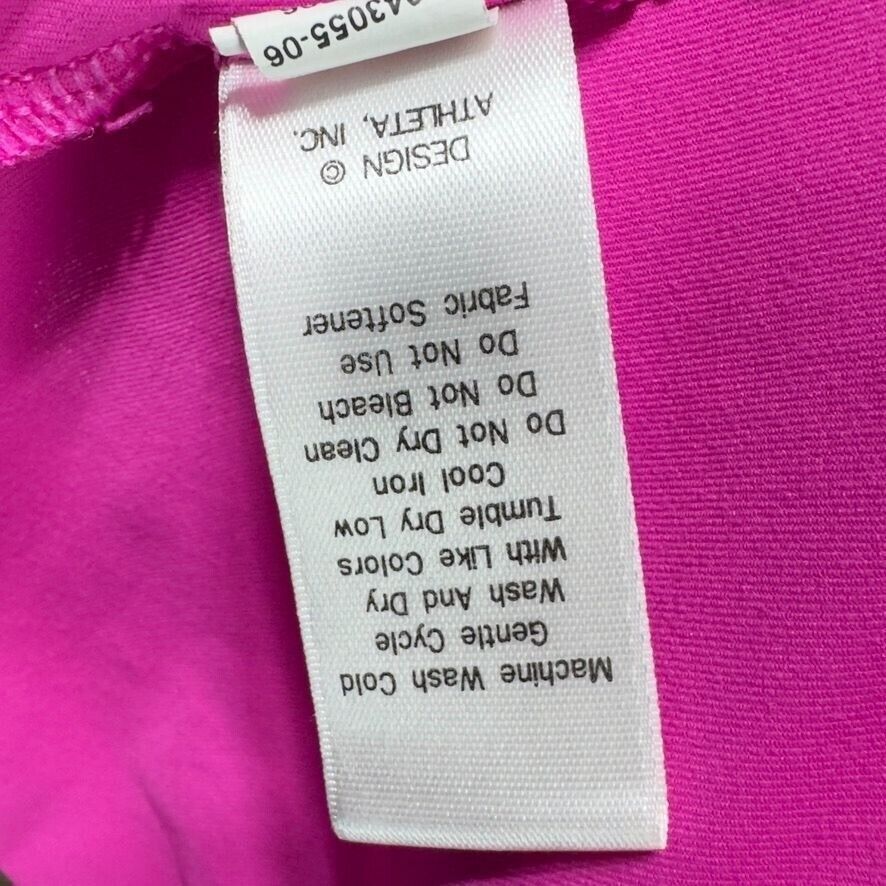 Machine Wash Cold
Gentle Cycle
Wash And Dry
With Like Colors
Tumble Dry Low
Cool Iron
Do Not Dry Clean
Do Not Bleach
Do Not Use
Fabric Softener
DESIGN ©
ATHLETA, INC.
43055-06